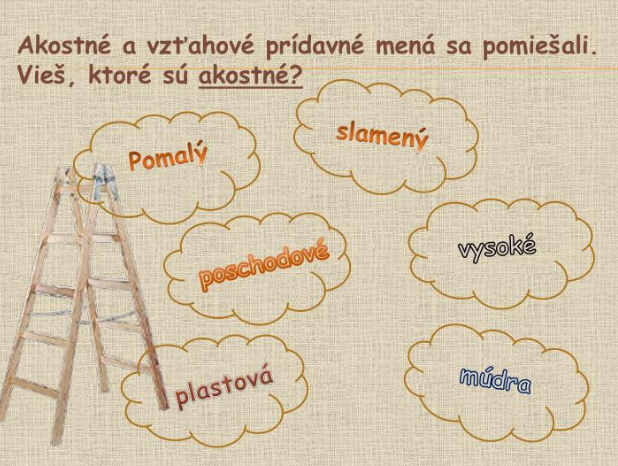 Akostné a vzťahové prídavné mená sa pomiešali.
Vieš, ktoré sú akostné?
Pomalý
slamený
poschodové
vysoké
plastová
múdra